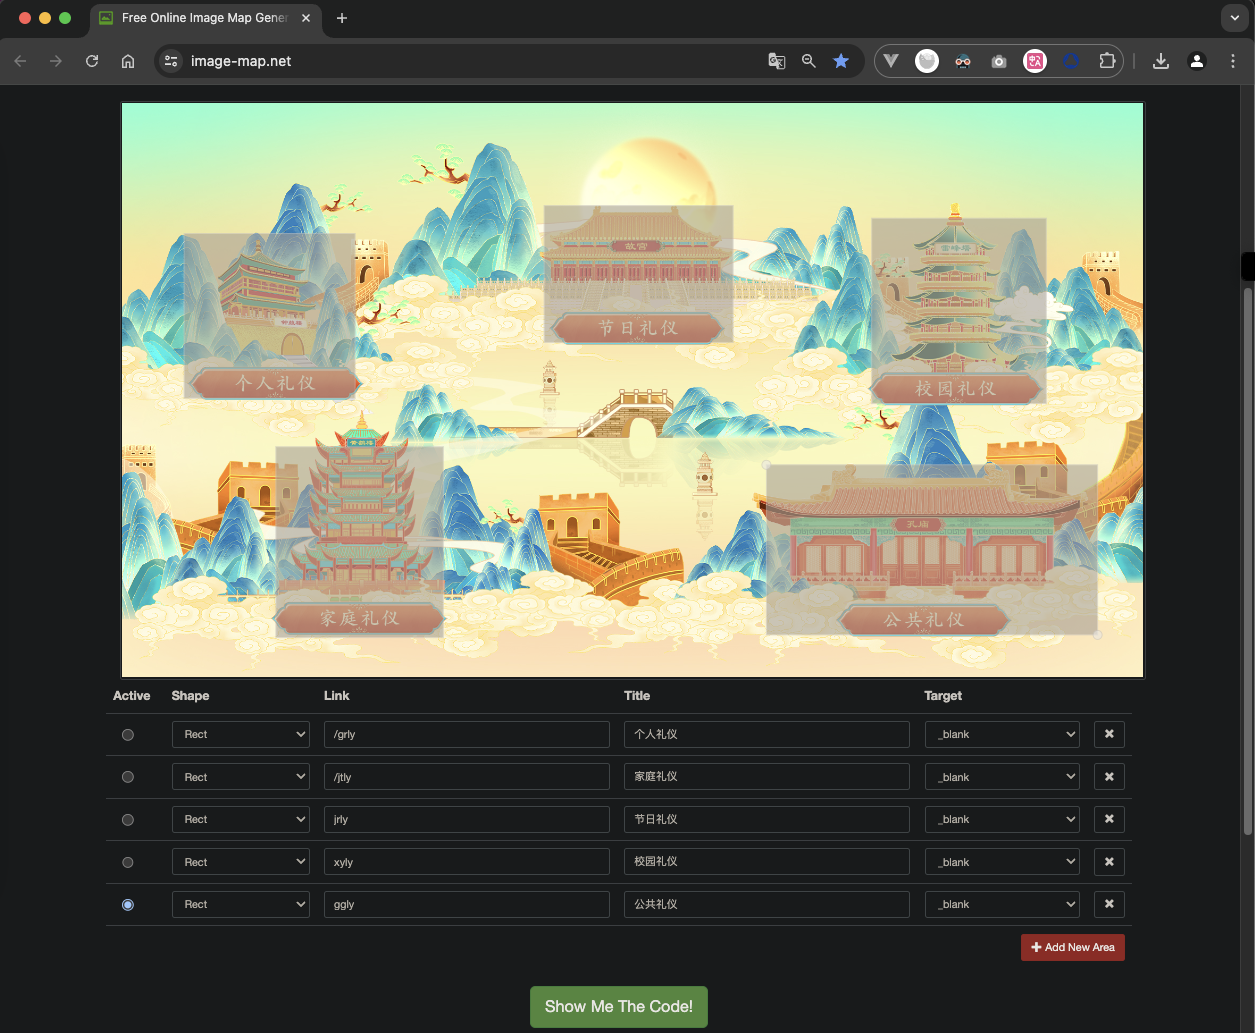 Free Online Image Map Gene
image-map.net
故宫
节日礼仪
个人礼仪
校园礼仪
家庭礼仪
孔庙
公共礼仪
Active Shape Link Title Target
Rect /grly 个人礼仪 _blank
Rect /jtly 家庭礼仪 _blank
Rect jrly 节日礼仪 _blank
Rect xyly 校园礼仪 _blank
Rect ggly 公共礼仪 _blank
Add New Area
Show Me The Code!